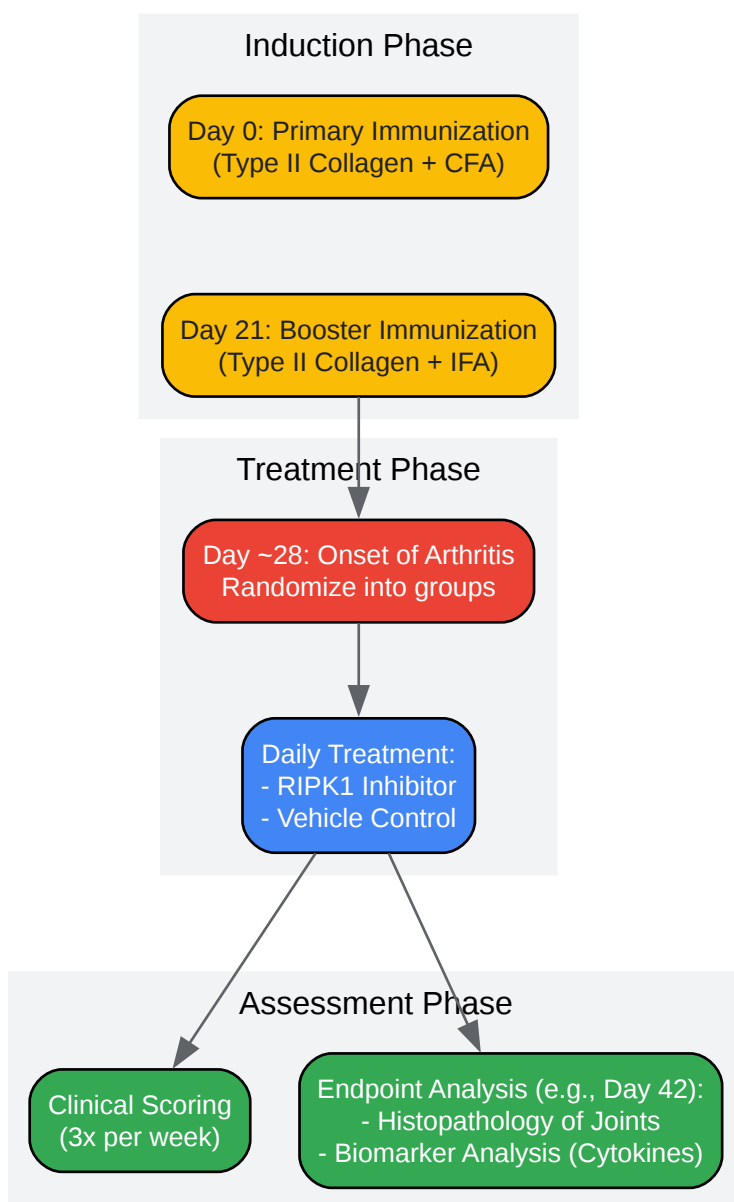 Induction Phase
Day 0: Primary Immunization
(Type II Collagen + CFA)
Day 21: Booster Immunization
(Type II Collagen + IFA)
Treatment Phase
Day ~28: Onset of Arthritis
Randomize into groups
Daily Treatment:
- RIPK1 Inhibitor
- Vehicle Control
Assessment Phase
Clinical Scoring
(3x per week)
Endpoint Analysis (e.g., Day 42):
- Histopathology of Joints
- Biomarker Analysis (Cytokines)